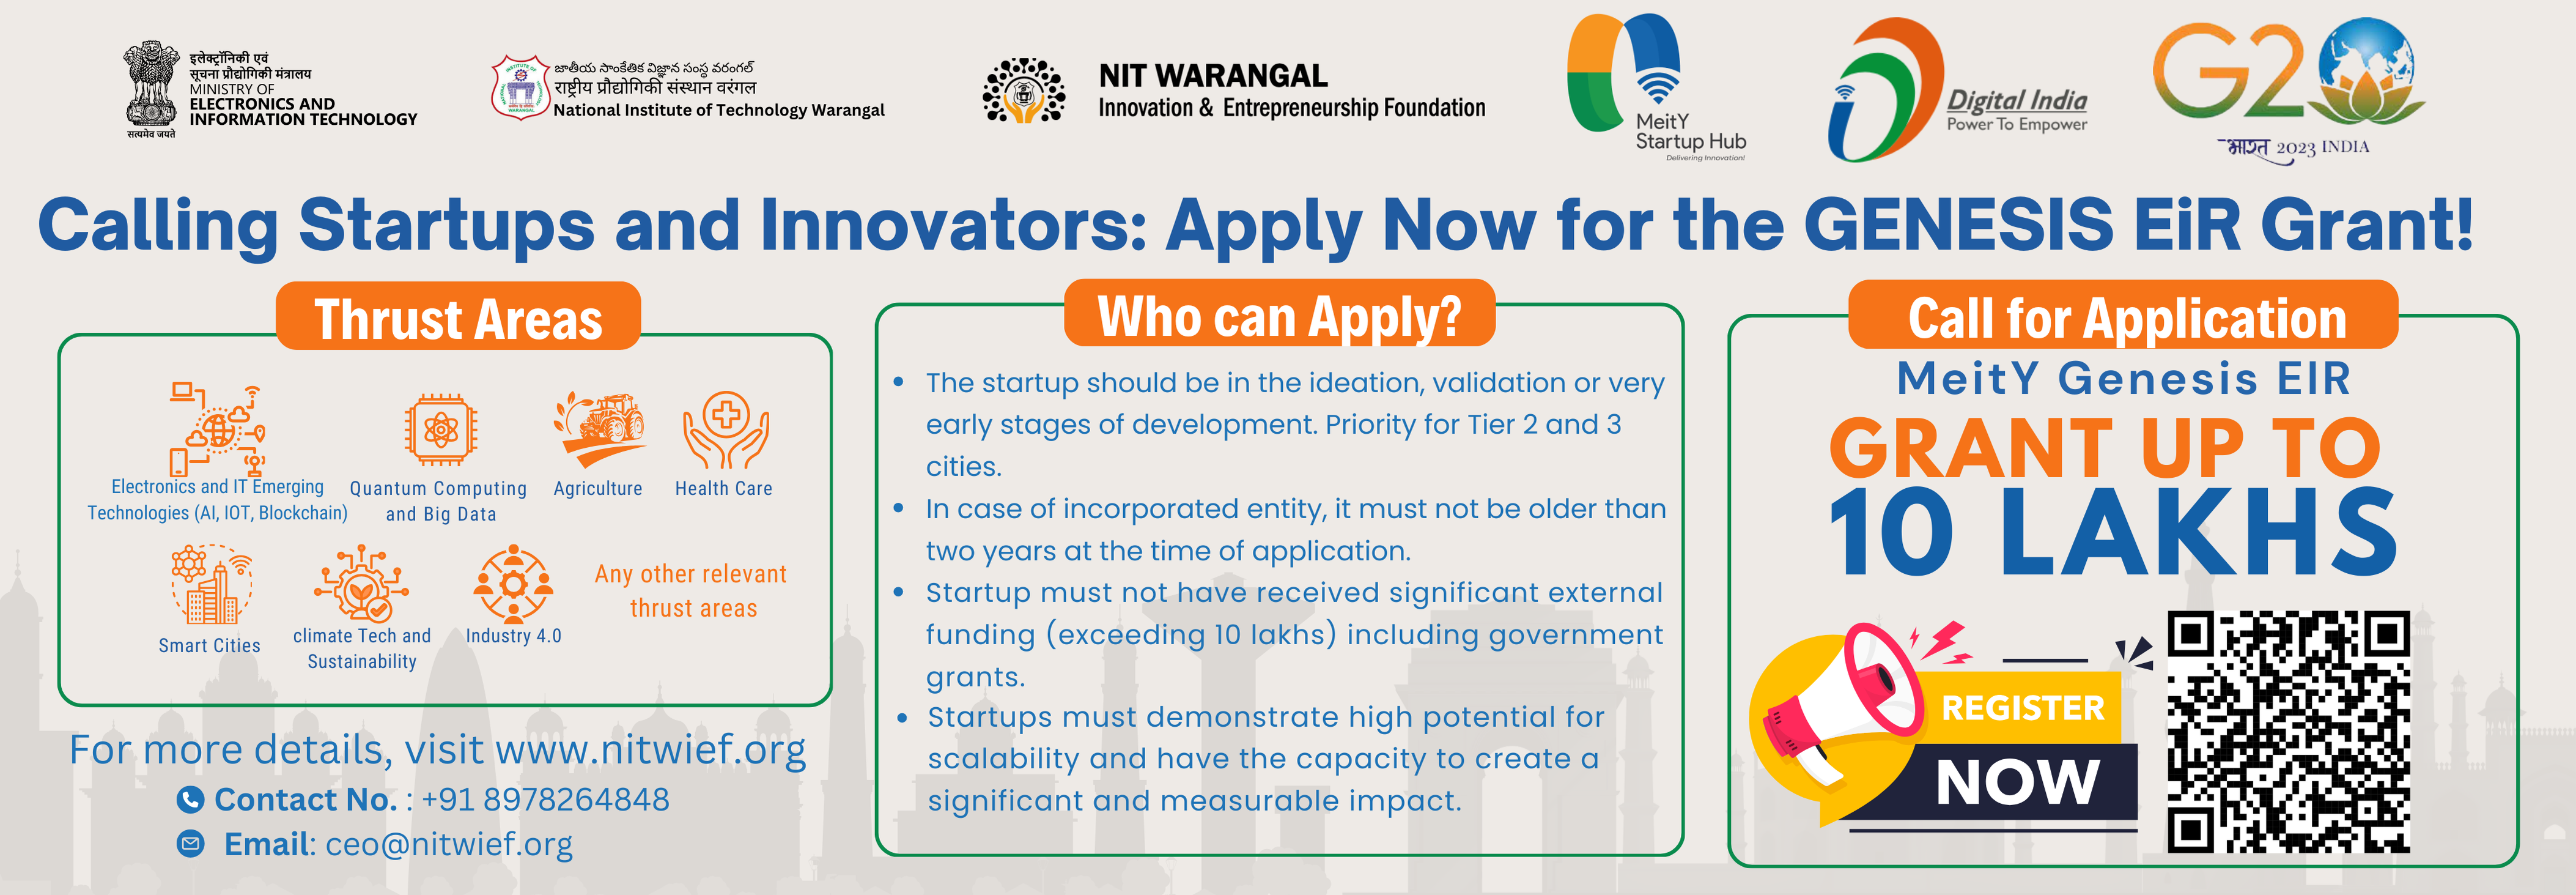 इलेक्ट्रॉनिकी एवं
सूचना प्रौद्योगिकी मंत्रालय
MINISTRY OF
ELECTRONICS AND
INFORMATION TECHNOLOGY
सत्यमेव जयते
జాతీయ సాంకేతిక విజ్ఞాన సంస్థ వరంగల్
राष्ट्रीय प्रौद्योगिकी संस्थान वरंगल
National Institute of Technology Warangal
NIT WARANGAL
Innovation & Entrepreneurship Foundation
MeitY
Startup Hub
Delivering Innovation!
Digital India
Power To Empower
G20
भारत 2023 INDIA
Calling Startups and Innovators: Apply Now for the GENESIS EiR Grant!
Thrust Areas
Electronics and IT Emerging
Technologies (AI, IOT, Blockchain)
Quantum Computing
and Big Data
Agriculture
Health Care
Smart Cities
climate Tech and
Sustainability
Industry 4.0
Any other relevant
thrust areas
For more details, visit www.nitwief.org
Contact No. : +91 8978264848
Email: ceo@nitwief.org
Who can Apply?
• The startup should be in the ideation, validation or very
early stages of development. Priority for Tier 2 and 3
cities.
• In case of incorporated entity, it must not be older than
two years at the time of application.
• Startup must not have received significant external
funding (exceeding 10 lakhs) including government
grants.
• Startups must demonstrate high potential for
scalability and have the capacity to create a
significant and measurable impact.
Call for Application
MeitY Genesis EIR
GRANT UP TO
10 LAKHS
REGISTER
NOW